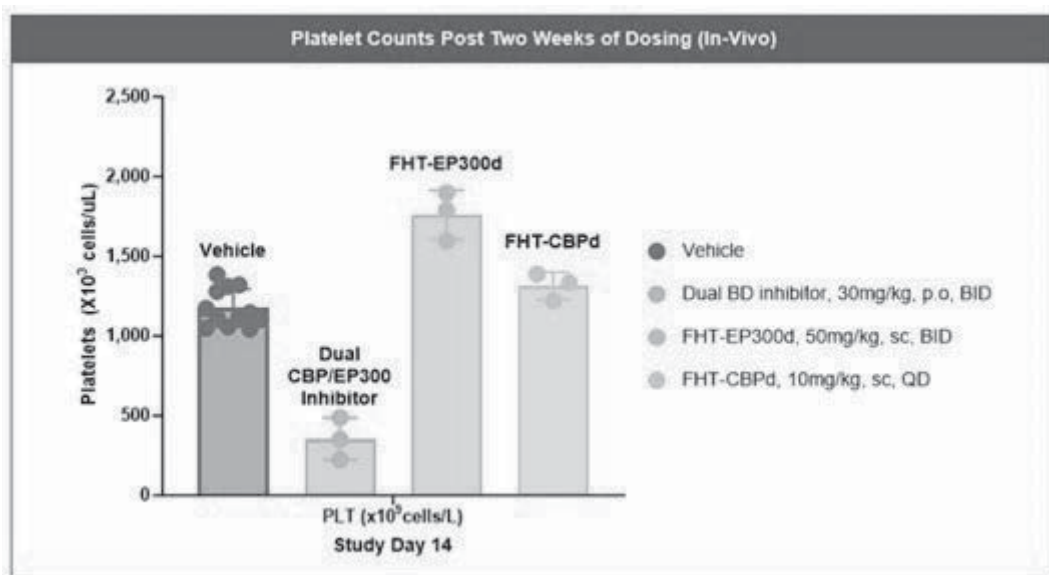 Platelet Counts Post Two Weeks of Dosing (In-Vivo)
Platelets (X10³ cells/uL)
2,500
2,000
1,500
1,000
500
0
Vehicle
Dual
CBP/EP300
Inhibitor
FHT-EP300d
FHT-CBPd
PLT (x10⁹cells/L)
Study Day 14
Vehicle
Dual BD inhibitor, 30mg/kg, p.o, BID
FHT-EP300d, 50mg/kg, sc, BID
FHT-CBPd, 10mg/kg, sc, QD